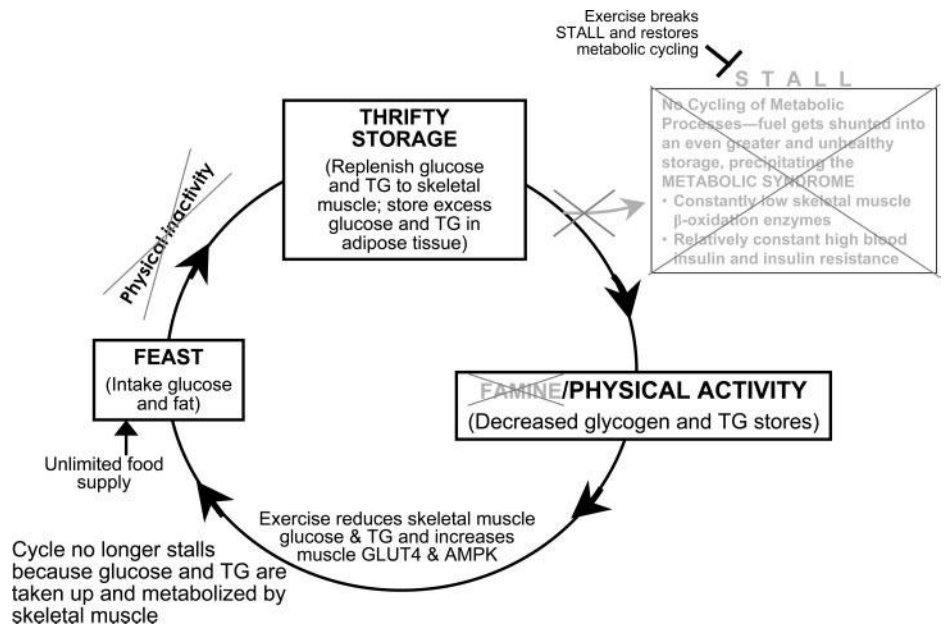 Exercise breaks
STALL and restores
metabolic cycling
S T A L L
No Cycling of Metabolic
Processes—fuel gets shunted into
an even greater and unhealthy
storage, precipitating the
METABOLIC SYNDROME
• Constantly low skeletal muscle
β-oxidation enzymes
• Relatively constant high blood
insulin and insulin resistance
THRIFTY
STORAGE
(Replenish glucose
and TG to skeletal
muscle; store excess
glucose and TG in
adipose tissue)
Physical inactivity
FEAST
(Intake glucose
and fat)
Unlimited food
supply
FAMINE/PHYSICAL ACTIVITY
(Decreased glycogen and TG stores)
Exercise reduces skeletal muscle
glucose & TG and increases
muscle GLUT4 & AMPK
Cycle no longer stalls
because glucose and TG are
taken up and metabolized by
skeletal muscle